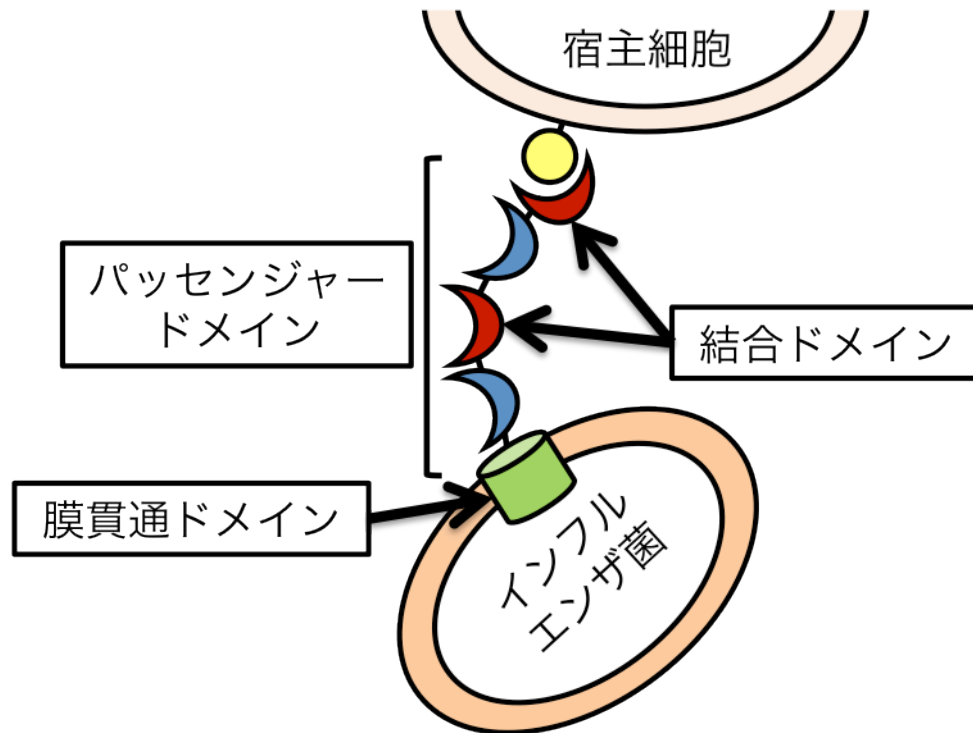 宿主細胞
パッセンジャー
ドメイン
結合ドメイン
膜貫通ドメイン
インフル
エンザ菌